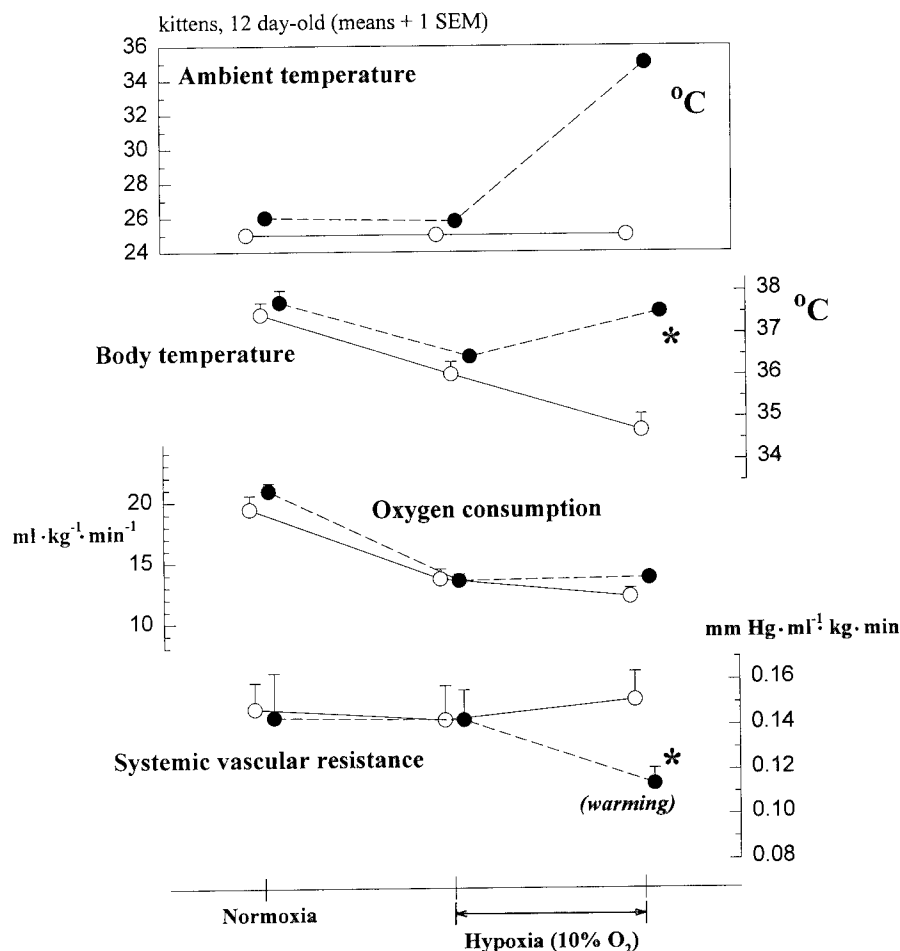 kittens, 12 day-old (means + 1 SEM)
36
34
32
30
28
26
24
Ambient temperature
°C
38
37
36
35
34
°C
*
Body temperature
20
15
10
ml·kg⁻¹·min⁻¹
Oxygen consumption
mm Hg·ml⁻¹·kg·min
0.16
0.14
0.12
0.10
0.08
Systemic vascular resistance
*
(warming)
Normoxia
Hypoxia (10% O₂)